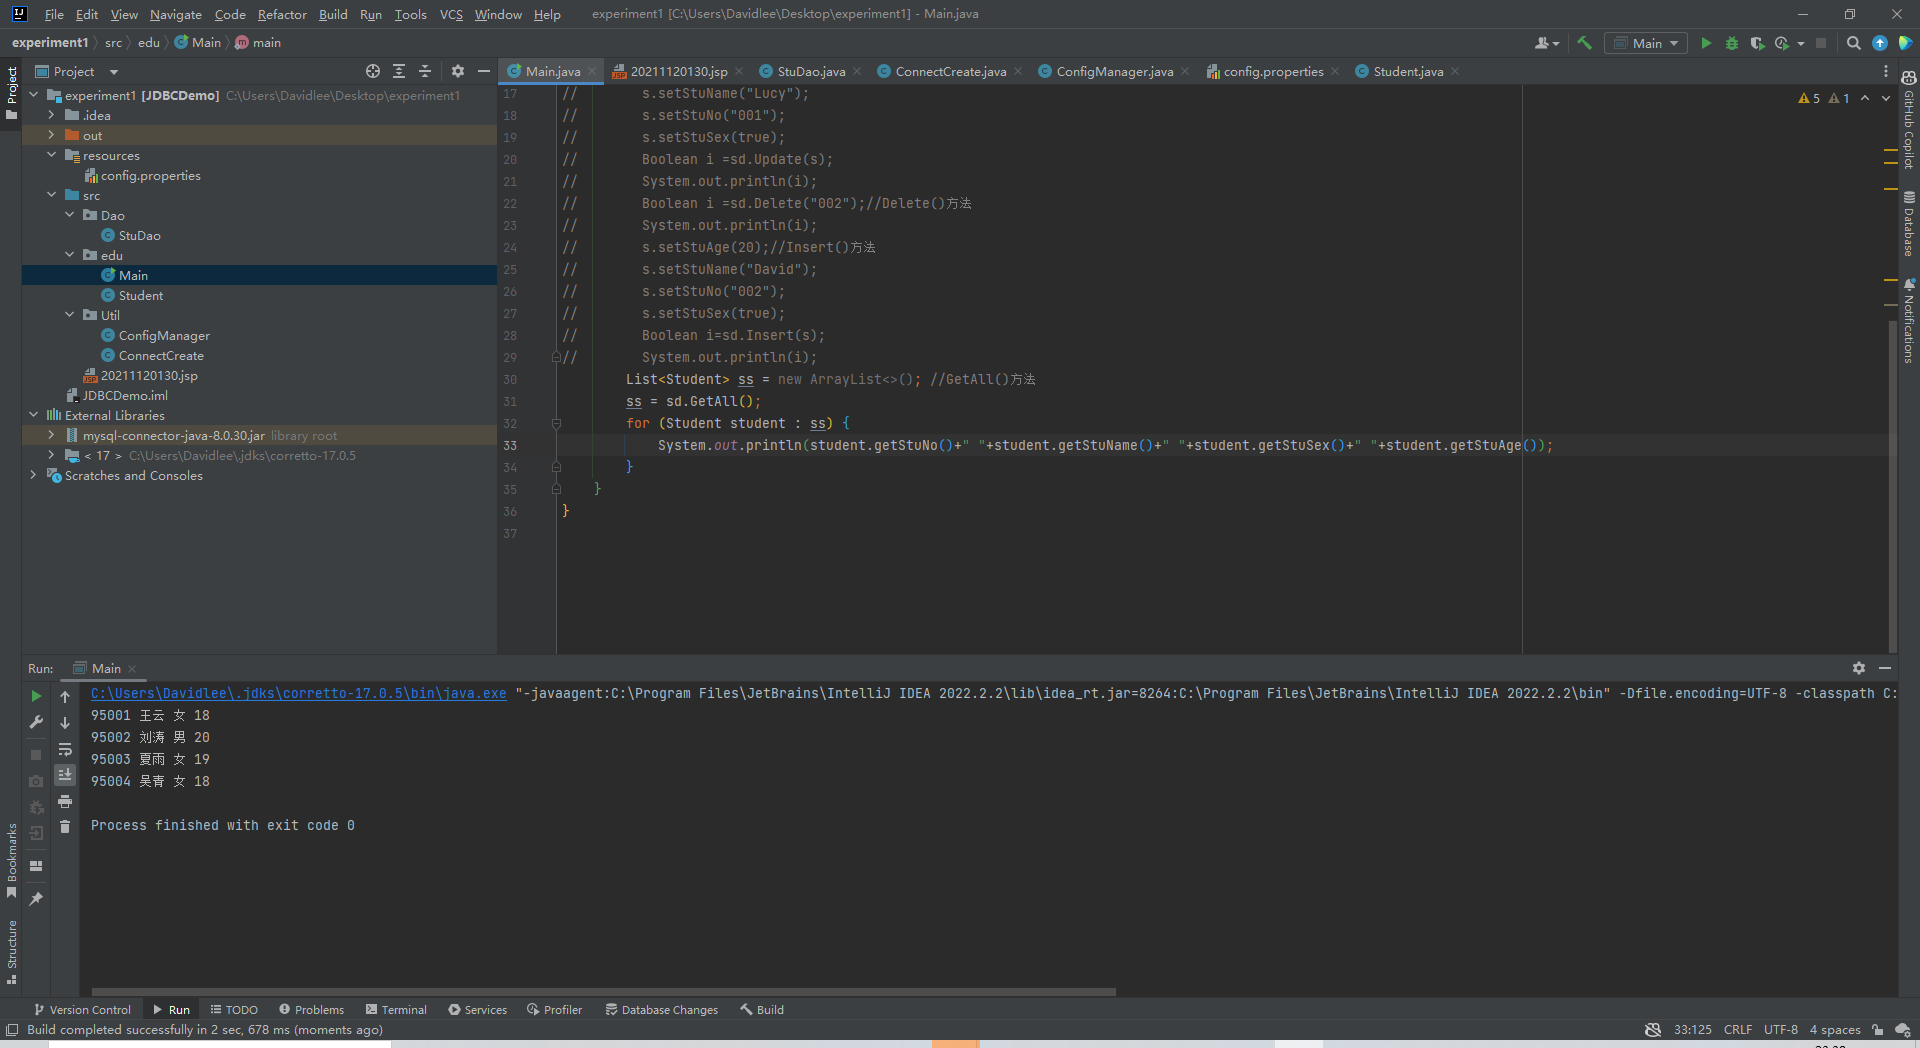 File Edit View Navigate Code Refactor Build Run Tools VCS Window Help experiment1 [C:\Users\Davidlee\Desktop\experiment1] - Main.java
experiment1 src edu Main main
Main
Project
Main.java 20211120130.jsp StuDao.java ConnectCreate.java ConfigManager.java config.properties Student.java
Project
experiment1 [JDBCDemo] C:\Users\Davidlee\Desktop\experiment1
.idea
out
resources
config.properties
src
Dao
StuDao
edu
Main
Student
Util
ConfigManager
ConnectCreate
20211120130.jsp
JDBCDemo.iml
External Libraries
mysql-connector-java-8.0.30.jar library root
< 17 > C:\Users\Davidlee\.jdks\corretto-17.0.5
Scratches and Consoles
5 1
17 // s.setStuName("Lucy");
18 // s.setStuNo("001");
19 // s.setStuSex(true);
20 // Boolean i =sd.Update(s);
21 // System.out.println(i);
22 // Boolean i =sd.Delete("002");//Delete()方法
23 // System.out.println(i);
24 // s.setStuAge(20);//Insert()方法
25 // s.setStuName("David");
26 // s.setStuNo("002");
27 // s.setStuSex(true);
28 // Boolean i=sd.Insert(s);
29 // System.out.println(i);
30 List<Student> ss = new ArrayList<>(); //GetAll()方法
31 ss = sd.GetAll();
32 for (Student student : ss) {
33 System.out.println(student.getStuNo()+" "+student.getStuName()+" "+student.getStuSex()+" "+student.getStuAge());
34 }
35 }
36 }
37
GitHub Copilot
Database
Notifications
Run: Main
C:\Users\Davidlee\.jdks\corretto-17.0.5\bin\java.exe "-javaagent:C:\Program Files\JetBrains\IntelliJ IDEA 2022.2.2\lib\idea_rt.jar=8264:C:\Program Files\JetBrains\IntelliJ IDEA 2022.2.2\bin" -Dfile.encoding=UTF-8 -classpath C:
95001 王云 女 18
95002 刘涛 男 20
95003 夏雨 女 19
95004 吴青 女 18
Process finished with exit code 0
Bookmarks
Structure
Version Control Run TODO Problems Terminal Services Profiler Database Changes Build
Build completed successfully in 2 sec, 678 ms (moments ago)
33:125 CRLF UTF-8 4 spaces